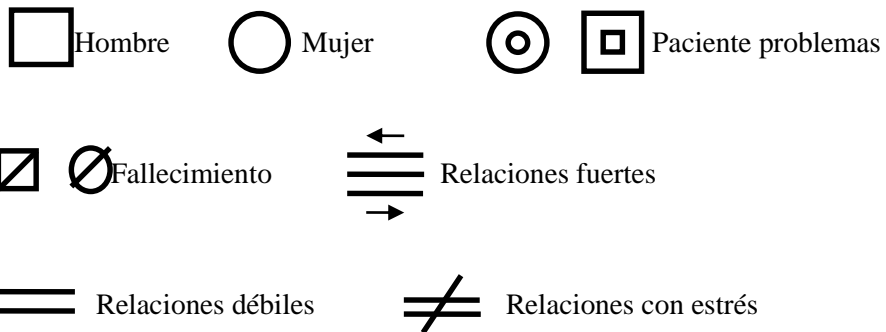 Hombre Mujer Paciente problemas
Fallecimiento Relaciones fuertes
Relaciones débiles Relaciones con estrés